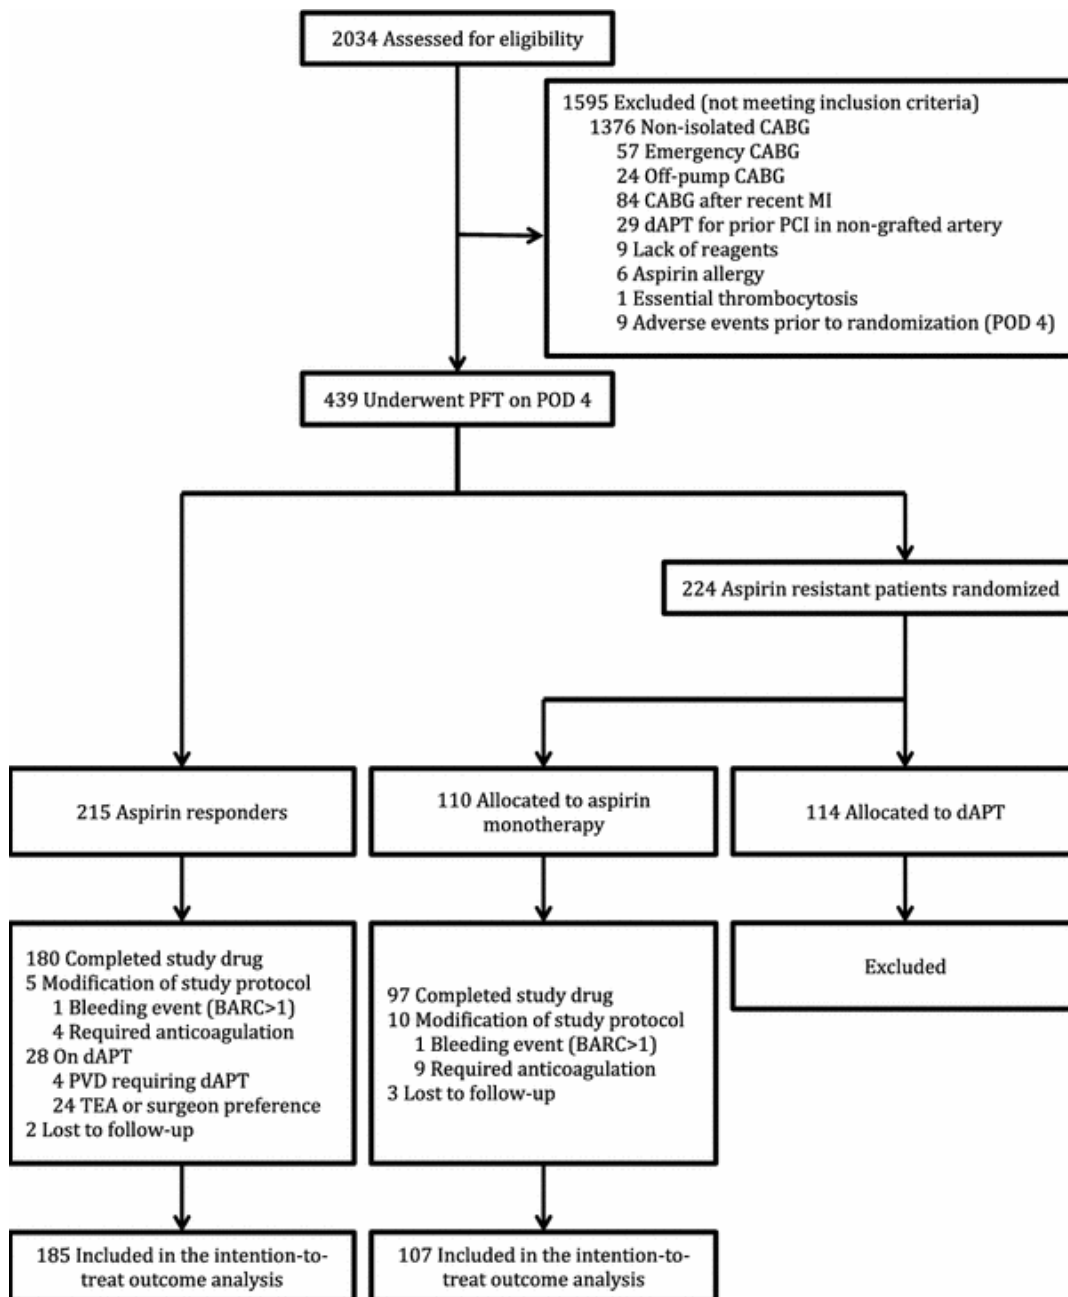 2034 Assessed for eligibility
1595 Excluded (not meeting inclusion criteria)
1376 Non-isolated CABG
57 Emergency CABG
24 Off-pump CABG
84 CABG after recent MI
29 dAPT for prior PCI in non-grafted artery
9 Lack of reagents
6 Aspirin allergy
1 Essential thrombocytosis
9 Adverse events prior to randomization (POD 4)
439 Underwent PFT on POD 4
224 Aspirin resistant patients randomized
215 Aspirin responders
110 Allocated to aspirin
monotherapy
114 Allocated to dAPT
180 Completed study drug
5 Modification of study protocol
1 Bleeding event (BARC>1)
4 Required anticoagulation
28 On dAPT
4 PVD requiring dAPT
24 TEA or surgeon preference
2 Lost to follow-up
97 Completed study drug
10 Modification of study protocol
1 Bleeding event (BARC>1)
9 Required anticoagulation
3 Lost to follow-up
Excluded
185 Included in the intention-to-
treat outcome analysis
107 Included in the intention-to-
treat outcome analysis